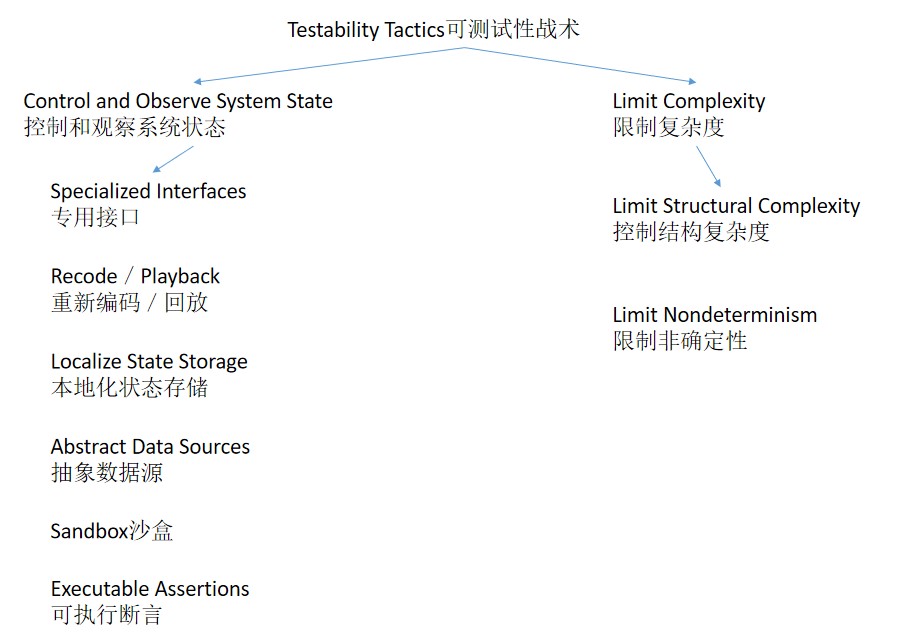 Testability Tactics可测试性战术
Control and Observe System State
控制和观察系统状态
Specialized Interfaces
专用接口
Recode / Playback
重新编码 / 回放
Localize State Storage
本地化状态存储
Abstract Data Sources
抽象数据源
Sandbox沙盒
Executable Assertions
可执行断言
Limit Complexity
限制复杂度
Limit Structural Complexity
控制结构复杂度
Limit Nondeterminism
限制非确定性